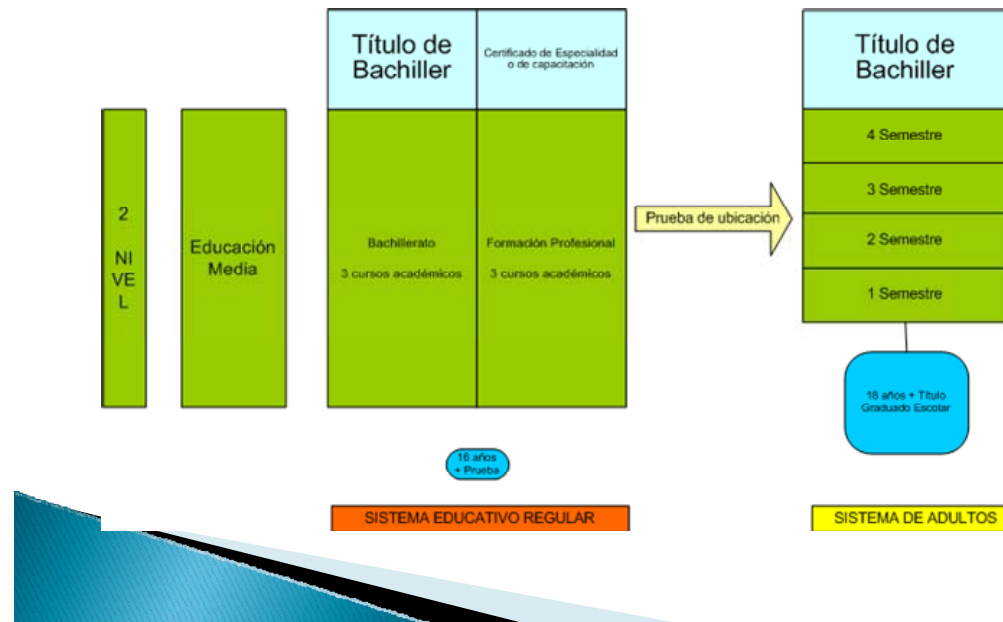 Título de
Bachiller
Certificado de Especialidad
o de capacitación
Título de
Bachiller
2
NI
VE
L
Educación
Media
Bachillerato
3 cursos académicos
Formación Profesional
3 cursos académicos
Prueba de ubicación
4 Semestre
3 Semestre
2 Semestre
1 Semestre
18 años + Título
Graduado Escolar
16 años
+ Prueba
SISTEMA EDUCATIVO REGULAR
SISTEMA DE ADULTOS